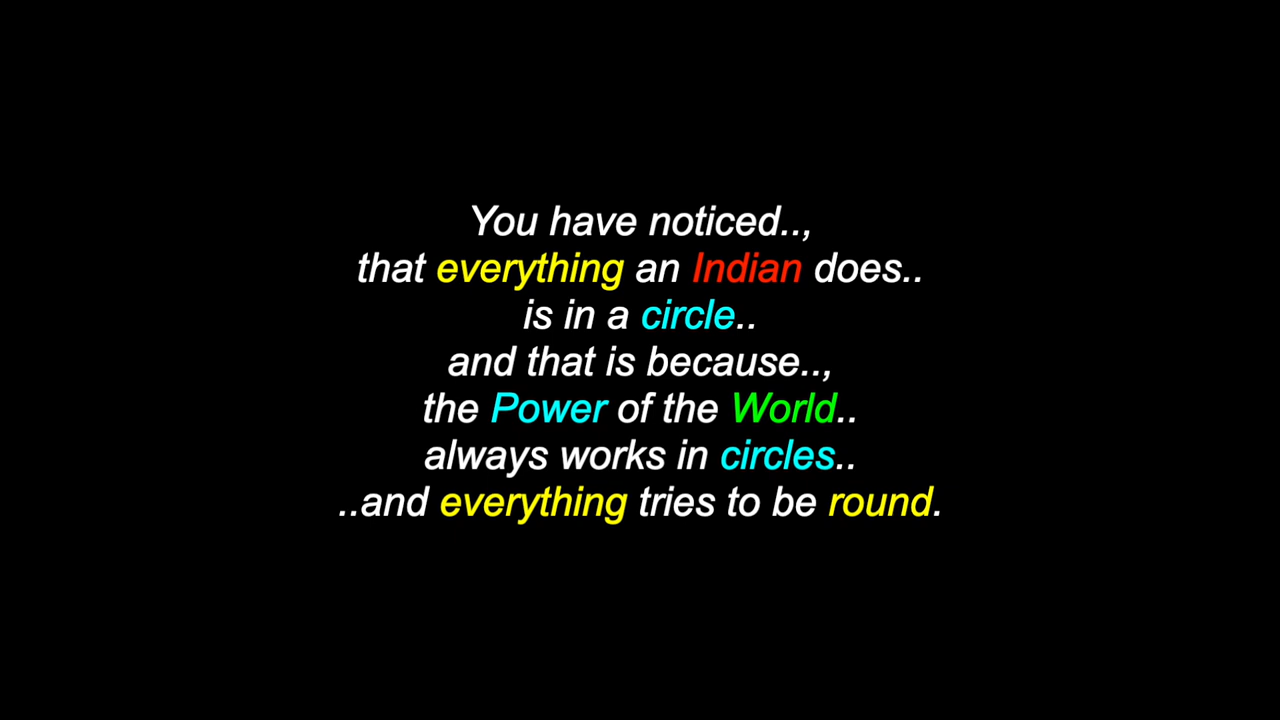 You have noticed..,
that everything an Indian does..
is in a circle..
and that is because..,
the Power of the World..
always works in circles..
..and everything tries to be round.